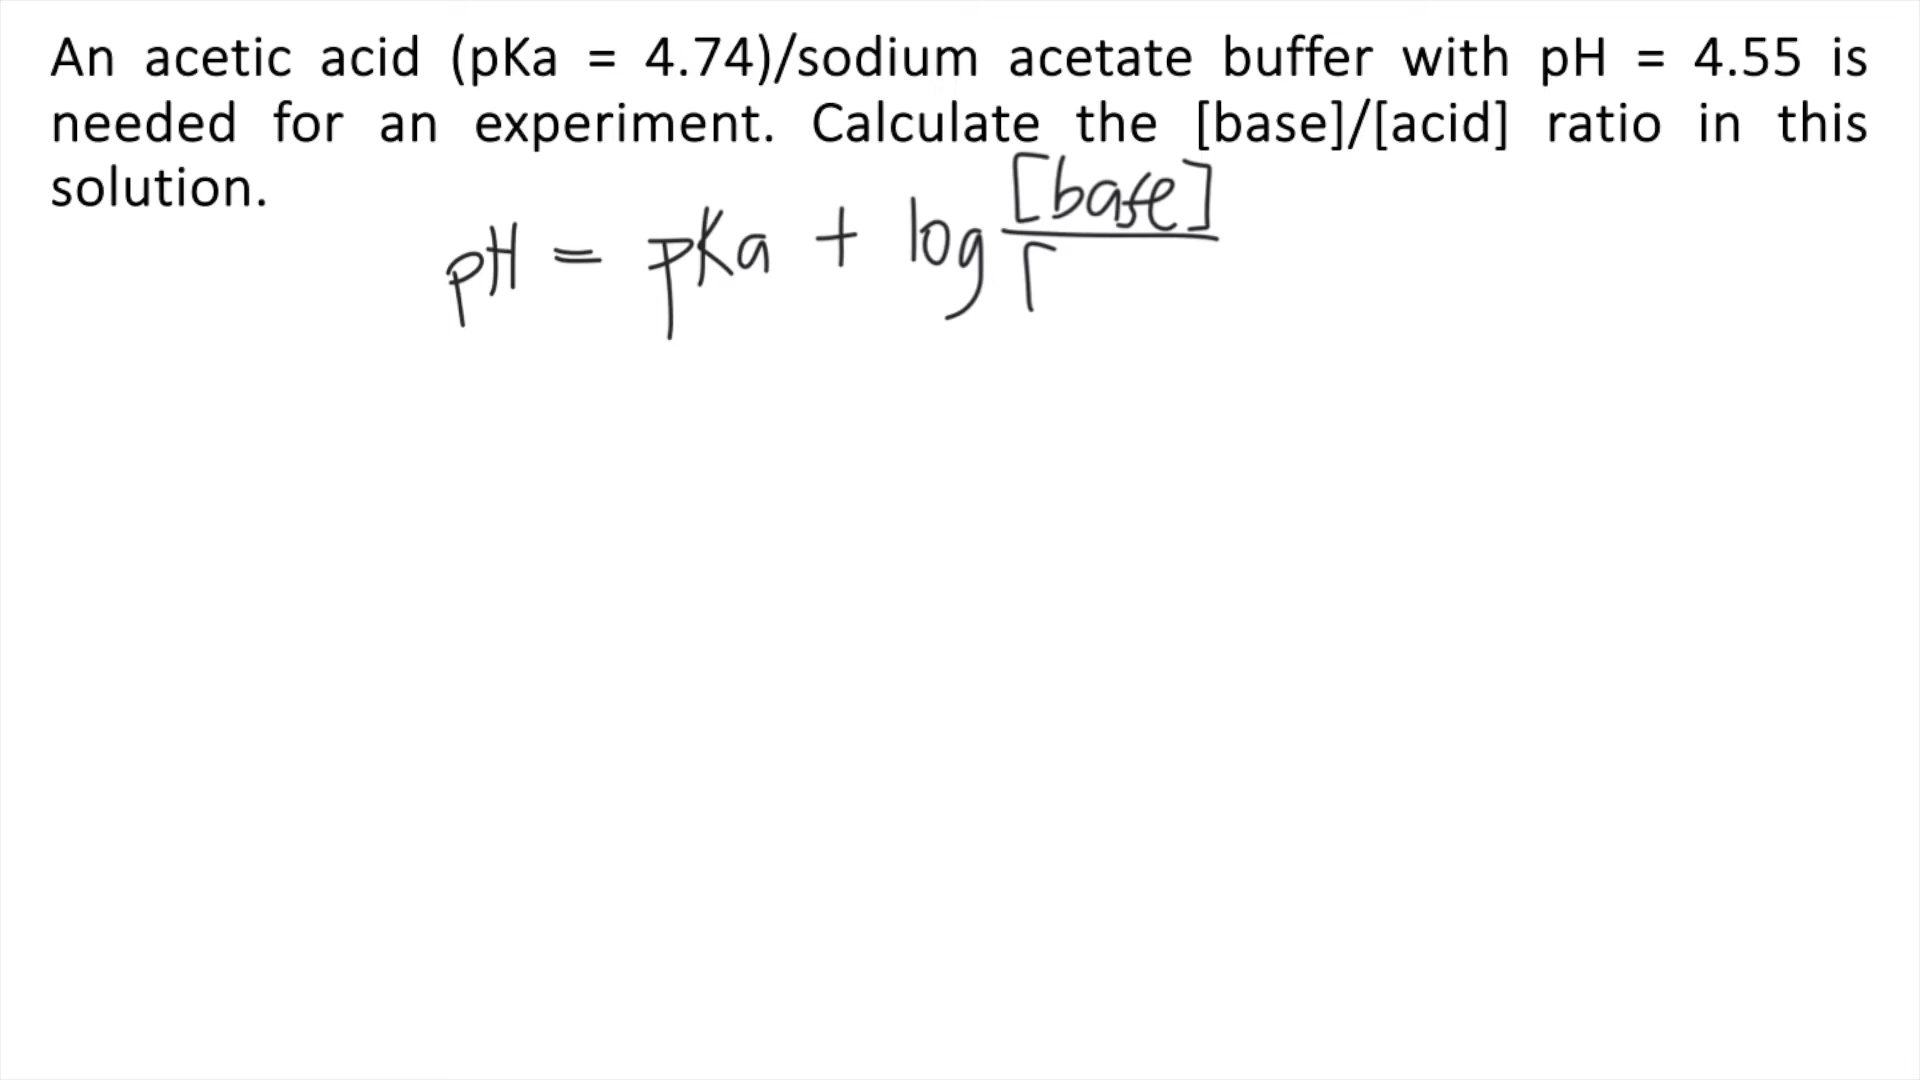 An acetic acid (pKa = 4.74)/sodium acetate buffer with pH = 4.55 is
needed for an experiment. Calculate the [base]/[acid] ratio in this
solution.
pH = pKa + log [base]/[